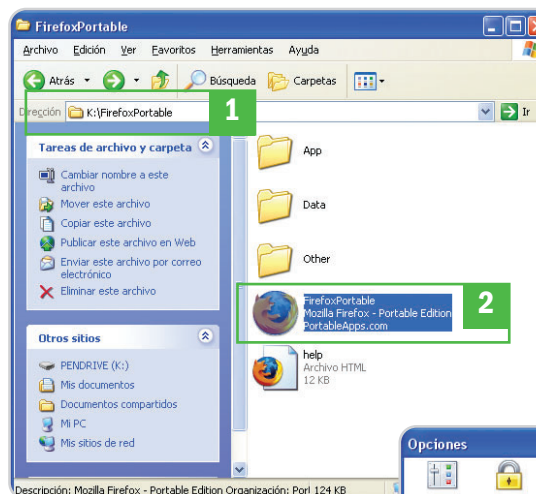 FirefoxPortable
Archivo Edición Ver Favoritos Herramientas Ayuda
Atrás Búsqueda Carpetas
Dirección K:\FirefoxPortable 1 Ir
Tareas de archivo y carpeta
Cambiar nombre a este
archivo
Mover este archivo
Copiar este archivo
Publicar este archivo en Web
Enviar este archivo por correo
electrónico
Eliminar este archivo
Otros sitios
PENDRIVE (K:)
Mis documentos
Documentos compartidos
Mi PC
Mis sitios de red
App
Data
Other
FirefoxPortable
Mozilla Firefox - Portable Edition
PortableApps.com
2
help
Archivo HTML
12 KB
Opciones
Descripción: Mozilla Firefox - Portable Edition Organización: Porl 124 KB